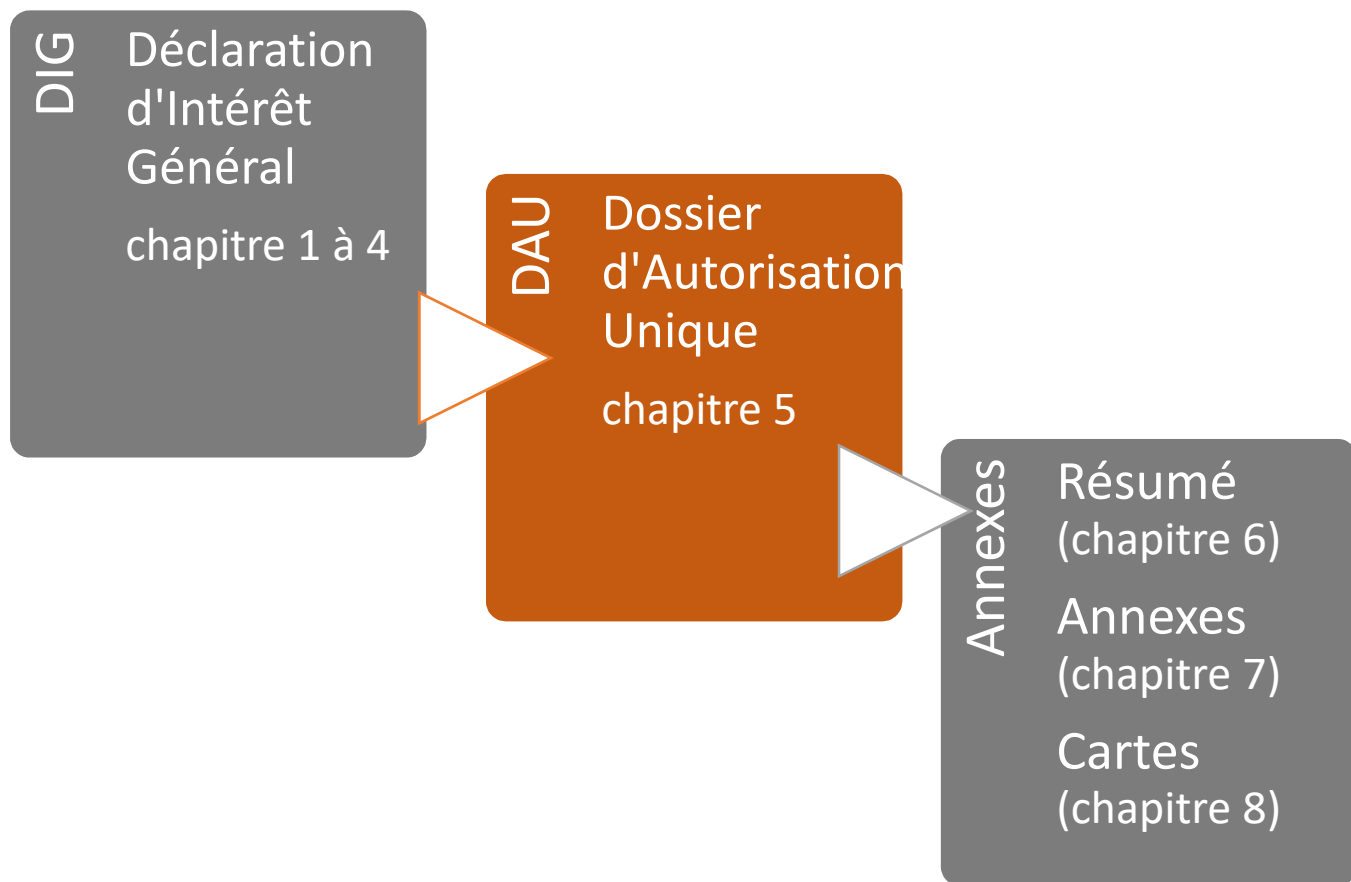 DIG
Déclaration
d'Intérêt
Général
chapitre 1 à 4
DAU
Dossier
d'Autorisation
Unique
chapitre 5
Annexes
Résumé
(chapitre 6)
Annexes
(chapitre 7)
Cartes
(chapitre 8)